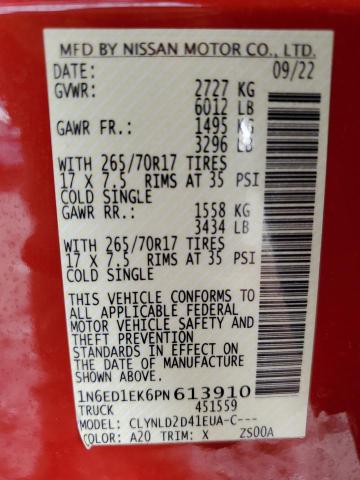 MFD BY NISSAN MOTOR CO., LTD.
DATE: 09/22
GVWR: 2727 KG
6012 LB
GAWR FR.: 1495 KG
3296 LB
WITH 265/70R17 TIRES
17 X 7.5 RIMS AT 35 PSI
COLD SINGLE
GAWR RR.: 1558 KG
3434 LB
WITH 265/70R17 TIRES
17 X 7.5 RIMS AT 35 PSI
COLD SINGLE
THIS VEHICLE CONFORMS TO
ALL APPLICABLE FEDERAL
MOTOR VEHICLE SAFETY AND
THEFT PREVENTION
STANDARDS IN EFFECT ON
THE DATE OF MANUFACTURE
SHOWN ABOVE.
1N6ED1EK6PN613910
TRUCK 451559
MODEL: CLYNLD2D41EUA-C---
COLOR: A20 TRIM: X ZS00A